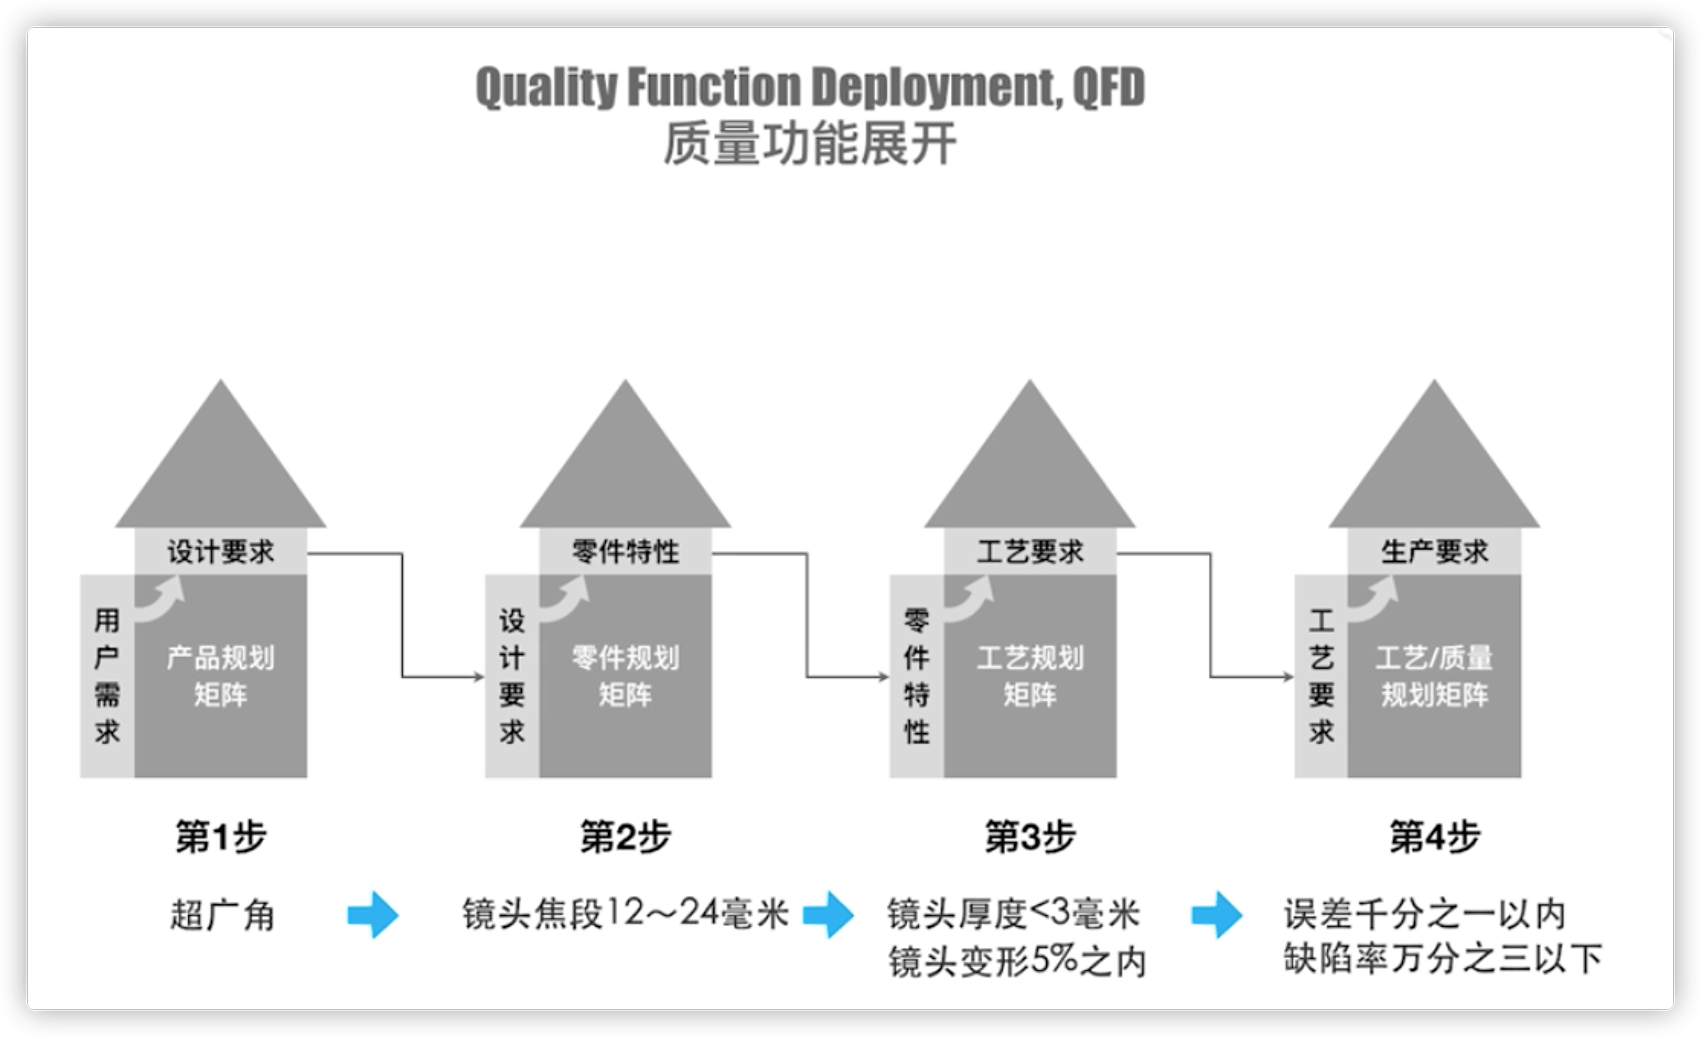 Quality Function Deployment, QFD
质量功能展开
设计要求
用户需求
产品规划
矩阵
零件特性
设计要求
零件规划
矩阵
工艺要求
零件特性
工艺规划
矩阵
生产要求
工艺要求
工艺/质量
规划矩阵
第1步
第2步
第3步
第4步
超广角
镜头焦段12～24毫米
镜头厚度<3毫米
镜头变形5%之内
误差千分之一以内
缺陷率万分之三以下